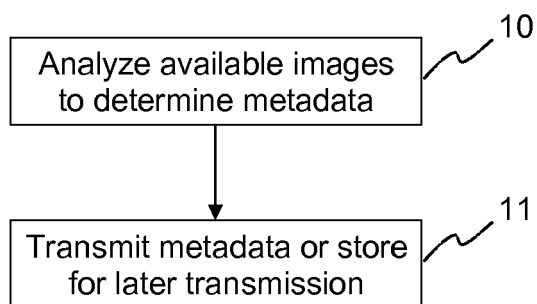 10
Analyze available images
to determine metadata
11
Transmit metadata or store
for later transmission